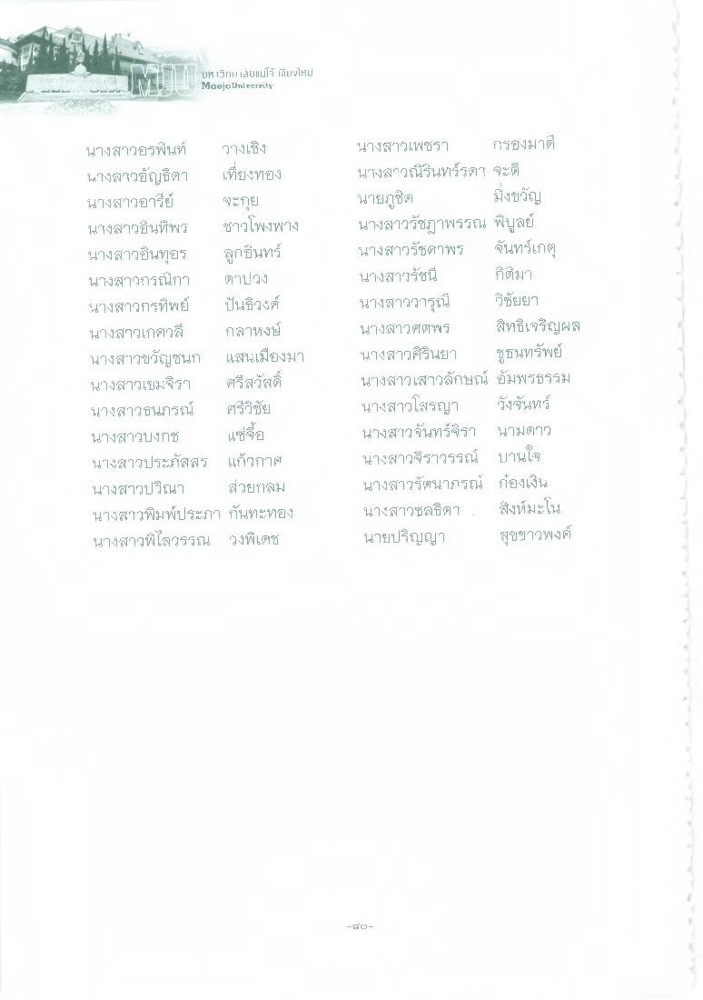 MJU
มหาวิทยาลัยแม่โจ้ เชียงใหม่
Maejo University
นางสาวอรพินท์ วางเชิง
นางสาวอัญธิดา เที่ยงทอง
นางสาวอารีย์ จะกุย
นางสาวอินทิพร ชาวโพงพาง
นางสาวอินทุอร ลูกอินทร์
นางสาวกรณิกา ตาปวง
นางสาวกรทิพย์ ปันธิวงค์
นางสาวเกศวลี กลาหงษ์
นางสาวขวัญชนก แสนเมืองมา
นางสาวเขมจิรา ศรีสวัสดิ์
นางสาวธนภรณ์ ศรีวิชัย
นางสาวบงกช แซ่จื้อ
นางสาวประภัสสร แก้วกาศ
นางสาวปวีณา ส่วยกลม
นางสาวพิมพ์ประภา กันทะทอง
นางสาวพิไลวรรณ วงพิเดช
นางสาวเพชรา กรองมาดี
นางสาวณิรินทร์รดา จะติ
นายภูชิต มิ่งขวัญ
นางสาวรัชฎาพรรณ พิบูลย์
นางสาวรัชดาพร จันทร์เกตุ
นางสาวรัชนี กิติมา
นางสาววารุณี วิชัยยา
นางสาวศตพร สิทธิเจริญผล
นางสาวศิรินยา ชูธนทรัพย์
นางสาวเสาวลักษณ์ อัมพรธรรม
นางสาวโสรญา วังจันทร์
นางสาวจันทร์จิรา นามดาว
นางสาวจิราวรรณ์ บานใจ
นางสาวรัตนาภรณ์ ก๋องเงิน
นางสาวชลธิดา สิงห์มะโน
นายปริญญา สุขขาวพงค์
-๘๐-